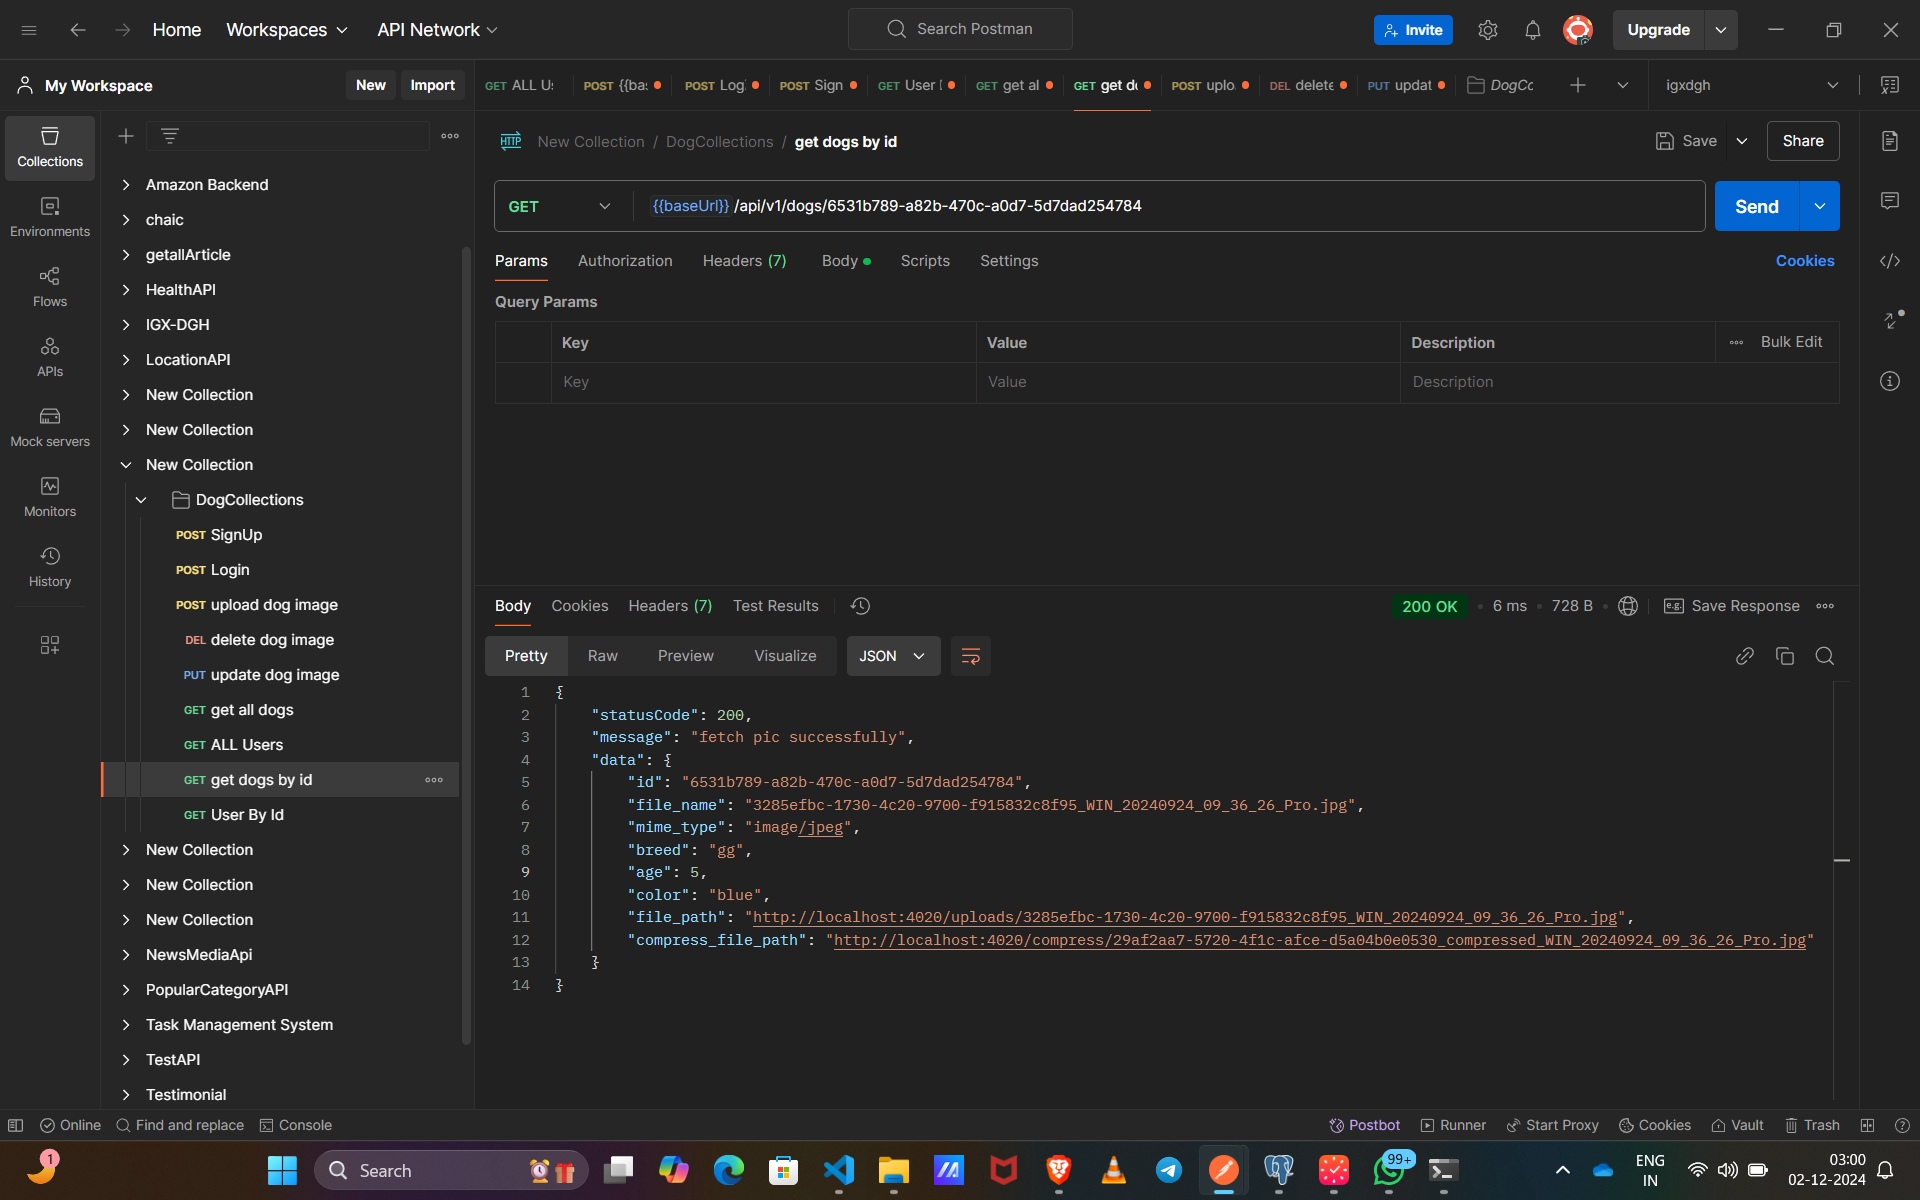 Home Workspaces API Network Search Postman Invite Upgrade
My Workspace New Import GET ALL Us POST {{bas POST Log POST Sign GET User D GET get al GET get do POST uplo DEL delete PUT updat DogCo igxdgh
Collections
Environments
Flows
APIs
Mock servers
Monitors
History
Amazon Backend
chaic
getallArticle
HealthAPI
IGX-DGH
LocationAPI
New Collection
New Collection
New Collection
DogCollections
POST SignUp
POST Login
POST upload dog image
DEL delete dog image
PUT update dog image
GET get all dogs
GET ALL Users
GET get dogs by id
GET User By Id
New Collection
New Collection
New Collection
NewsMediaApi
PopularCategoryAPI
Task Management System
TestAPI
Testimonial
HTTP New Collection / DogCollections / get dogs by id Save Share
GET {{baseUrl}} /api/v1/dogs/6531b789-a82b-470c-a0d7-5d7dad254784 Send
Params Authorization Headers (7) Body Scripts Settings Cookies
Query Params
Key Value Description Bulk Edit
Key Value Description
Body Cookies Headers (7) Test Results 200 OK 6 ms 728 B e.g. Save Response
Pretty Raw Preview Visualize JSON
1 {
2 "statusCode": 200,
3 "message": "fetch pic successfully",
4 "data": {
5 "id": "6531b789-a82b-470c-a0d7-5d7dad254784",
6 "file_name": "3285efbc-1730-4c20-9700-f915832c8f95_WIN_20240924_09_36_26_Pro.jpg",
7 "mime_type": "image/jpeg",
8 "breed": "gg",
9 "age": 5,
10 "color": "blue",
11 "file_path": "http://localhost:4020/uploads/3285efbc-1730-4c20-9700-f915832c8f95_WIN_20240924_09_36_26_Pro.jpg",
12 "compress_file_path": "http://localhost:4020/compress/29af2aa7-5720-4f1c-afce-d5a04b0e0530_compressed_WIN_20240924_09_36_26_Pro.jpg"
13 }
14 }
Online Find and replace Console Postbot Runner Start Proxy Cookies Vault Trash
1 Search 99+ ENG IN 03:00 02-12-2024